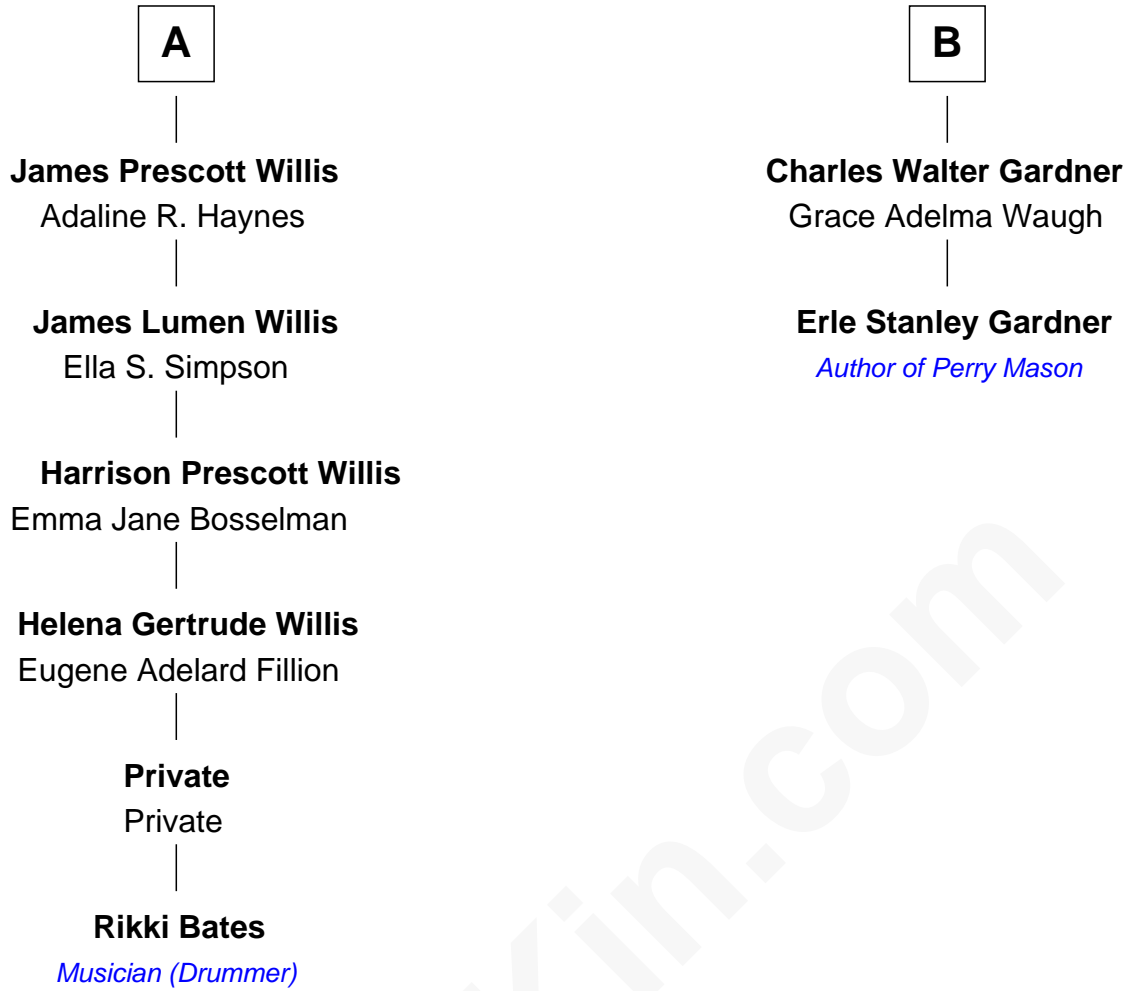 A
James Prescott Willis
Adaline R. Haynes
James Lumen Willis
Ella S. Simpson
Harrison Prescott Willis
Emma Jane Bosselman
Helena Gertrude Willis
Eugene Adelard Fillion
Private
Private
Rikki Bates
Musician (Drummer)
B
Charles Walter Gardner
Grace Adelma Waugh
Erle Stanley Gardner
Author of Perry Mason
Kin.com